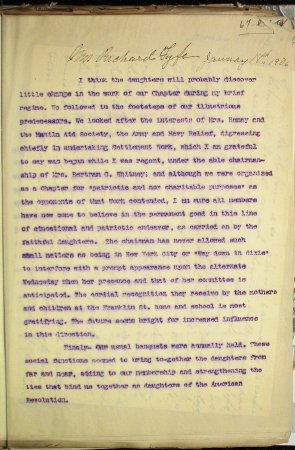 Mrs Richard Fyfe January 8th 1926
I think the daughters will probably discover
little change in the work of our Chapter during my brief
regime. We followed in the footsteps of our illustrious
predecessors. We looked after the interests of Mrs. Henry and
the Manila Aid Society, the Army and Navy Relief, digressing
chiefly in undertaking Settlement Work, which I am grateful
to say was begun while I was regent, under the able chairman-
ship of Mrs. Bertram C. Whitney; and although we were organized
as a Chapter for "patriotic and not charitable purposes" as
the opponents of that Work contended, I am sure all members
have now come to believe in the permanent good in this line
of educational and patriotic endeavor, as carried on by the
faithful daughters. The chairman has never allowed such
small matters as being in New York City or "Way down in dixie"
to interfere with a prompt appearance upon the alternate
Wednesday when her presence and that of her committee is
anticipated. The cordial recognition they receive by the mothers
and children at the Franklin St. home and school is most
gratifying. The future seems bright for increased influence
in this direction.
Finaly- Our usual banquets were annually held. These
social functions seemed to bring to-gether the daughters from
far and near, adding to our membership and strengthening the
ties that bind us together as daughters of the American
Revolution.